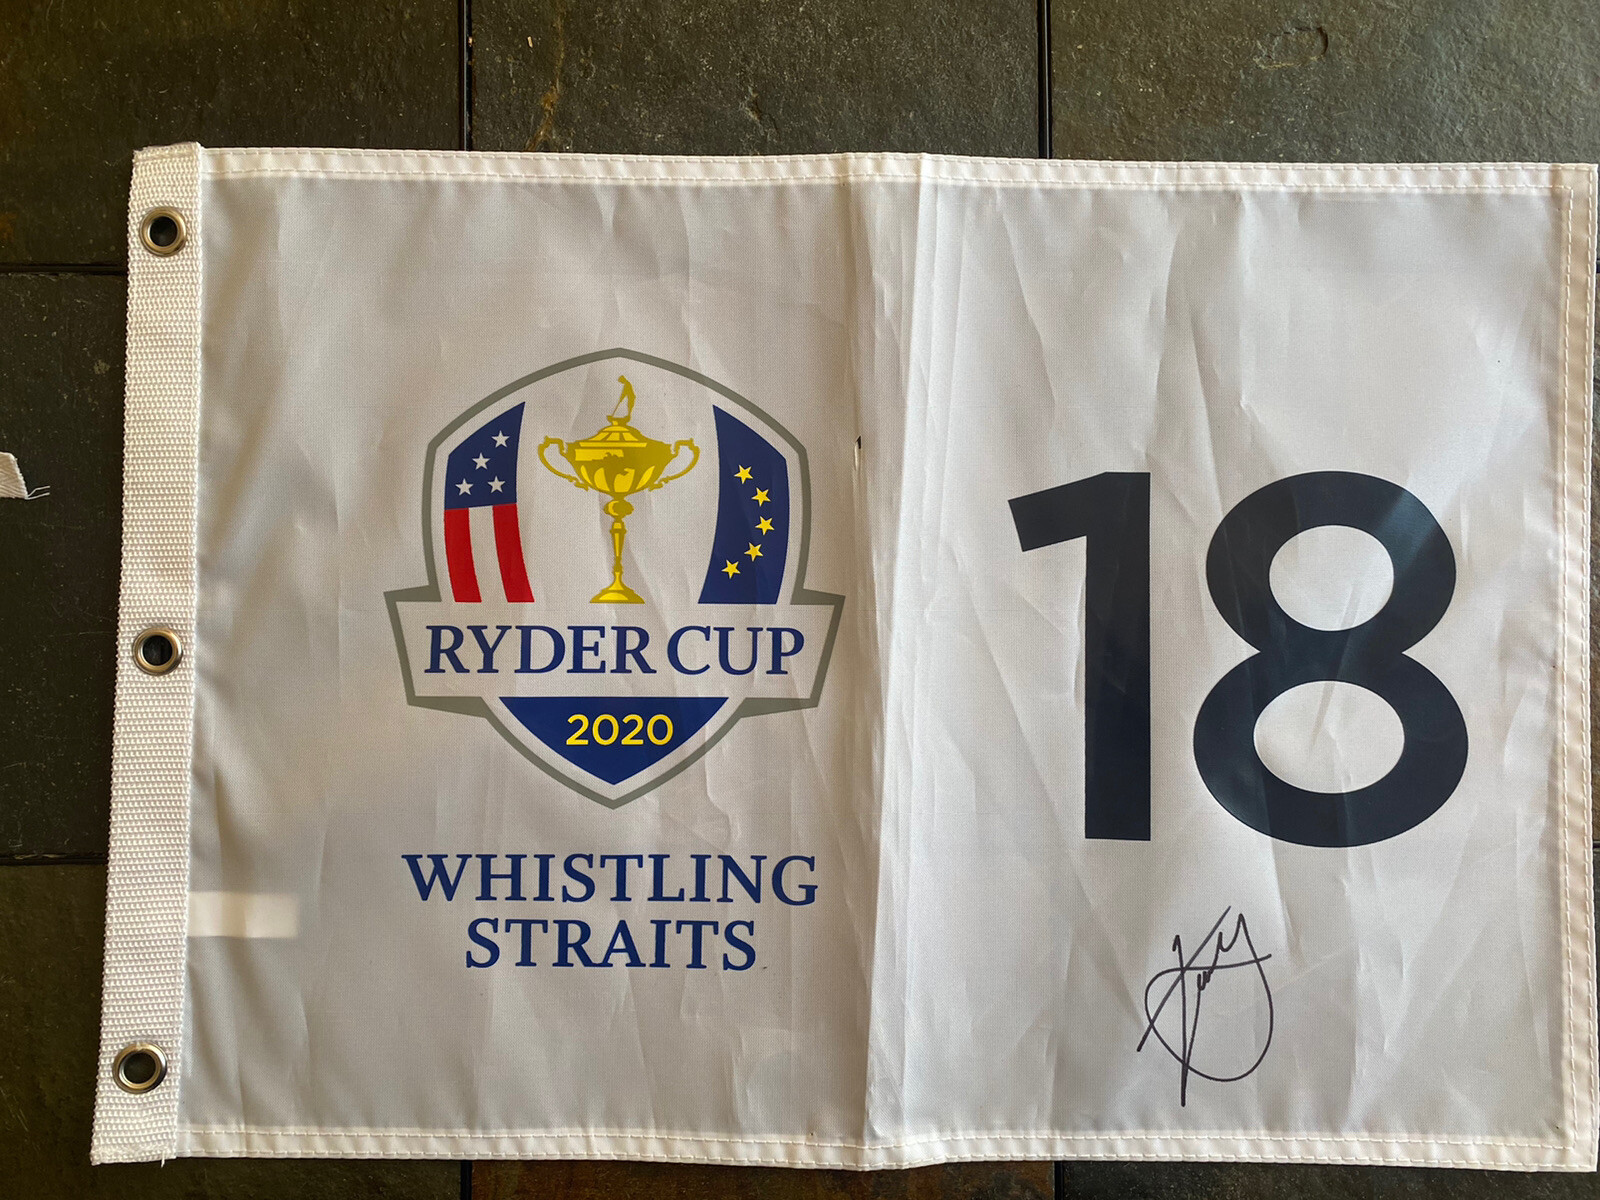 RYDER CUP
2020
WHISTLING
STRAITS
18